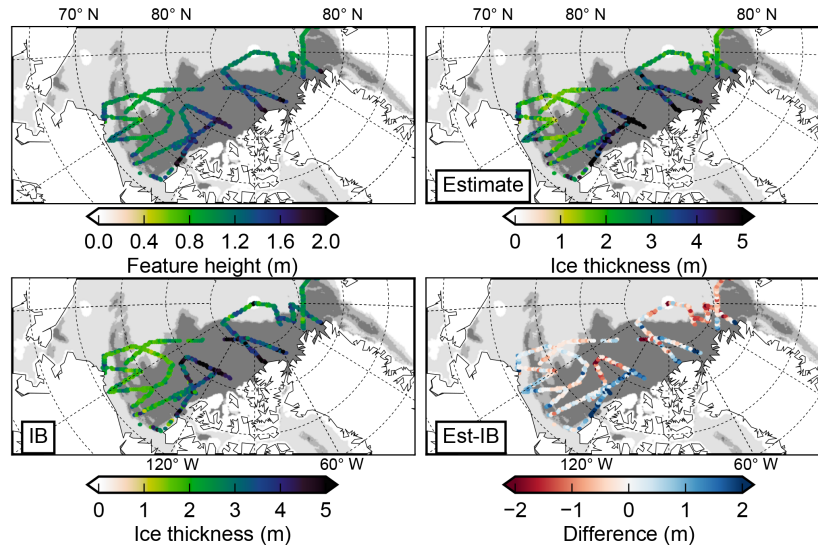 70° N 80° N 80° N 70° N 80° N 80° N
Estimate
0.0 0.4 0.8 1.2 1.6 2.0 0 1 2 3 4 5
Feature height (m) Ice thickness (m)
IB Est-IB
120° W 60° W 120° W 60° W
0 1 2 3 4 5 −2 −1 0 1 2
Ice thickness (m) Difference (m)